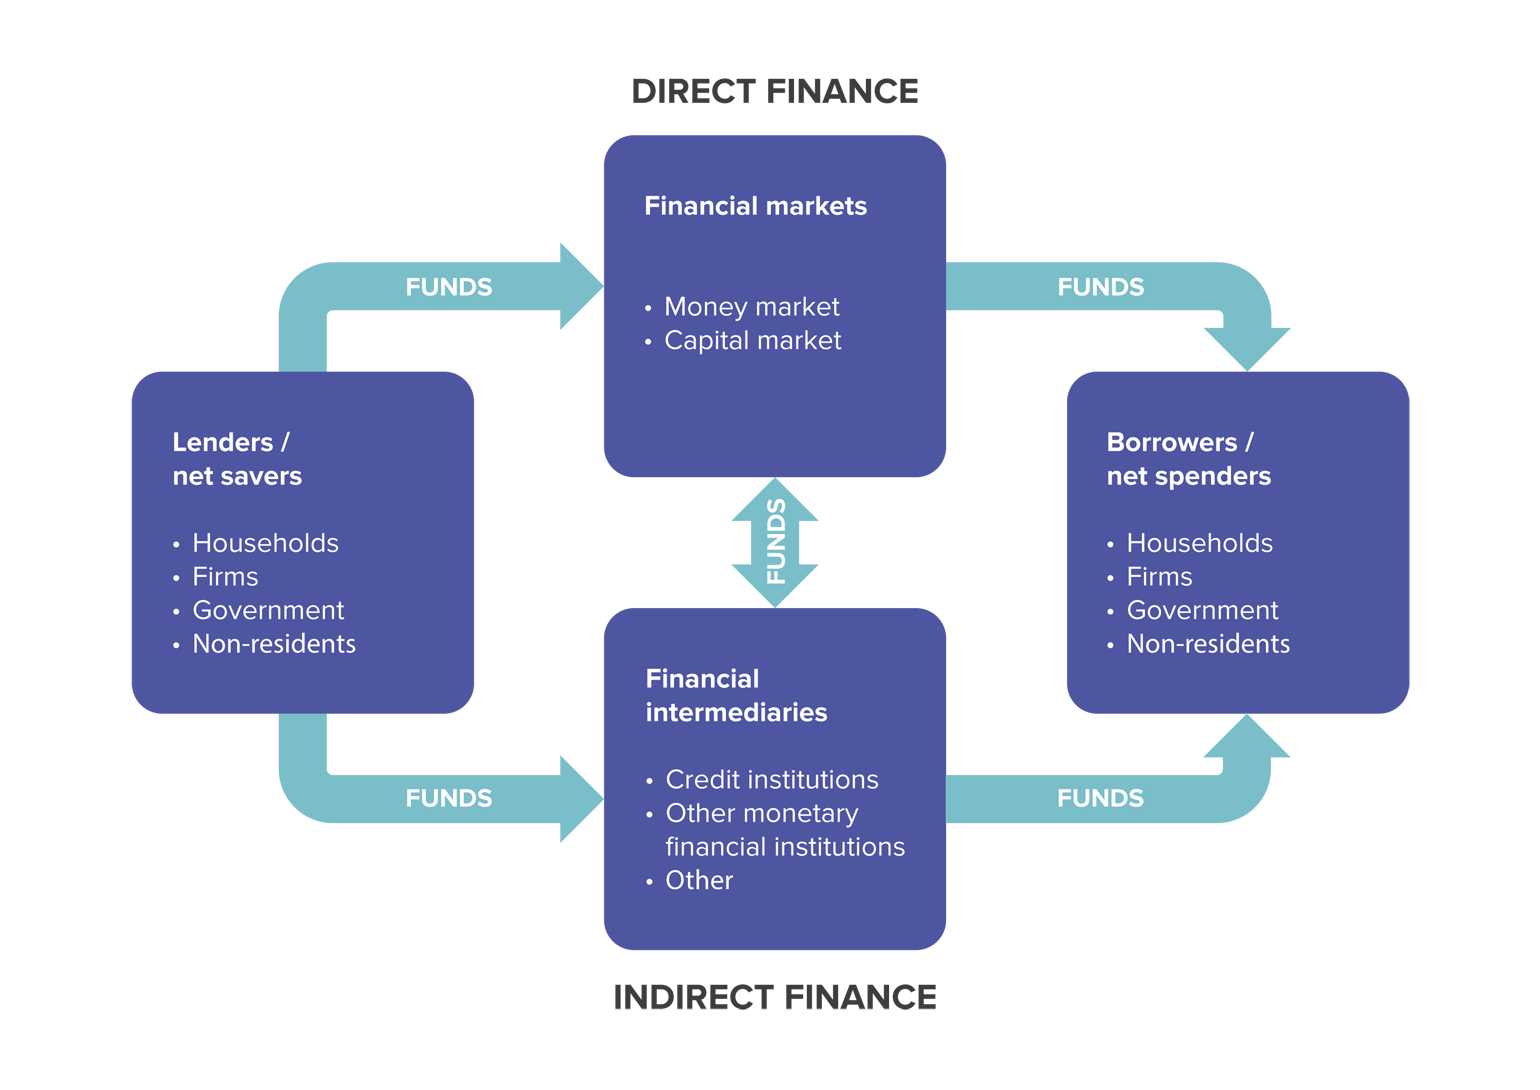 DIRECT FINANCE
Financial markets
• Money market
• Capital market
FUNDS
FUNDS
Lenders /
net savers
• Households
• Firms
• Government
• Non-residents
FUNDS
Borrowers /
net spenders
• Households
• Firms
• Government
• Non-residents
Financial
intermediaries
• Credit institutions
• Other monetary
financial institutions
• Other
FUNDS
FUNDS
INDIRECT FINANCE